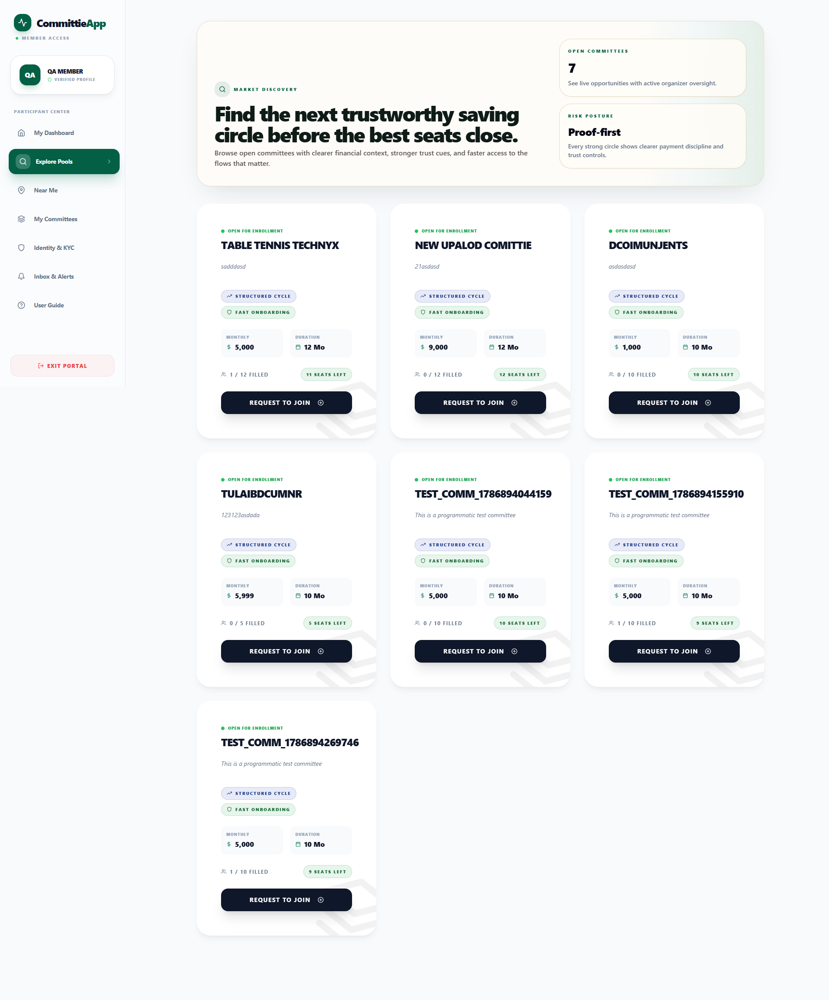 CommittieApp
MEMBER ACCESS
QA
QA MEMBER
VERIFIED PROFILE
PARTICIPANT CENTER
My Dashboard
Explore Pools
Near Me
My Committees
Identity & KYC
Inbox & Alerts
User Guide
EXIT PORTAL
MARKET DISCOVERY
Find the next trustworthy saving
circle before the best seats close.
Browse open committees with clearer financial context, stronger trust cues, and faster access to the
flows that matter.
OPEN COMMITTEES
7
See live opportunities with active organizer oversight.
RISK POSTURE
Proof-first
Every strong circle shows clearer payment discipline and
trust controls.
OPEN FOR ENROLLMENT
TABLE TENNIS TECHNYX
sadddasd
STRUCTURED CYCLE
FAST ONBOARDING
MONTHLY
$ 5,000
DURATION
12 Mo
1 / 12 FILLED
11 SEATS LEFT
REQUEST TO JOIN
OPEN FOR ENROLLMENT
NEW UPALOD COMITTIE
21asdasd
STRUCTURED CYCLE
FAST ONBOARDING
MONTHLY
$ 9,000
DURATION
12 Mo
0 / 12 FILLED
12 SEATS LEFT
REQUEST TO JOIN
OPEN FOR ENROLLMENT
DCOIMUNJENTS
asdasdasd
STRUCTURED CYCLE
FAST ONBOARDING
MONTHLY
$ 1,000
DURATION
10 Mo
0 / 10 FILLED
10 SEATS LEFT
REQUEST TO JOIN
OPEN FOR ENROLLMENT
TULAIBDCUMNR
123123asdada
STRUCTURED CYCLE
FAST ONBOARDING
MONTHLY
$ 5,999
DURATION
10 Mo
0 / 5 FILLED
5 SEATS LEFT
REQUEST TO JOIN
OPEN FOR ENROLLMENT
TEST_COMM_1786894044159
This is a programmatic test committee
STRUCTURED CYCLE
FAST ONBOARDING
MONTHLY
$ 5,000
DURATION
10 Mo
0 / 10 FILLED
10 SEATS LEFT
REQUEST TO JOIN
OPEN FOR ENROLLMENT
TEST_COMM_1786894155910
This is a programmatic test committee
STRUCTURED CYCLE
FAST ONBOARDING
MONTHLY
$ 5,000
DURATION
10 Mo
1 / 10 FILLED
9 SEATS LEFT
REQUEST TO JOIN
OPEN FOR ENROLLMENT
TEST_COMM_1786894269746
This is a programmatic test committee
STRUCTURED CYCLE
FAST ONBOARDING
MONTHLY
$ 5,000
DURATION
10 Mo
1 / 10 FILLED
9 SEATS LEFT
REQUEST TO JOIN